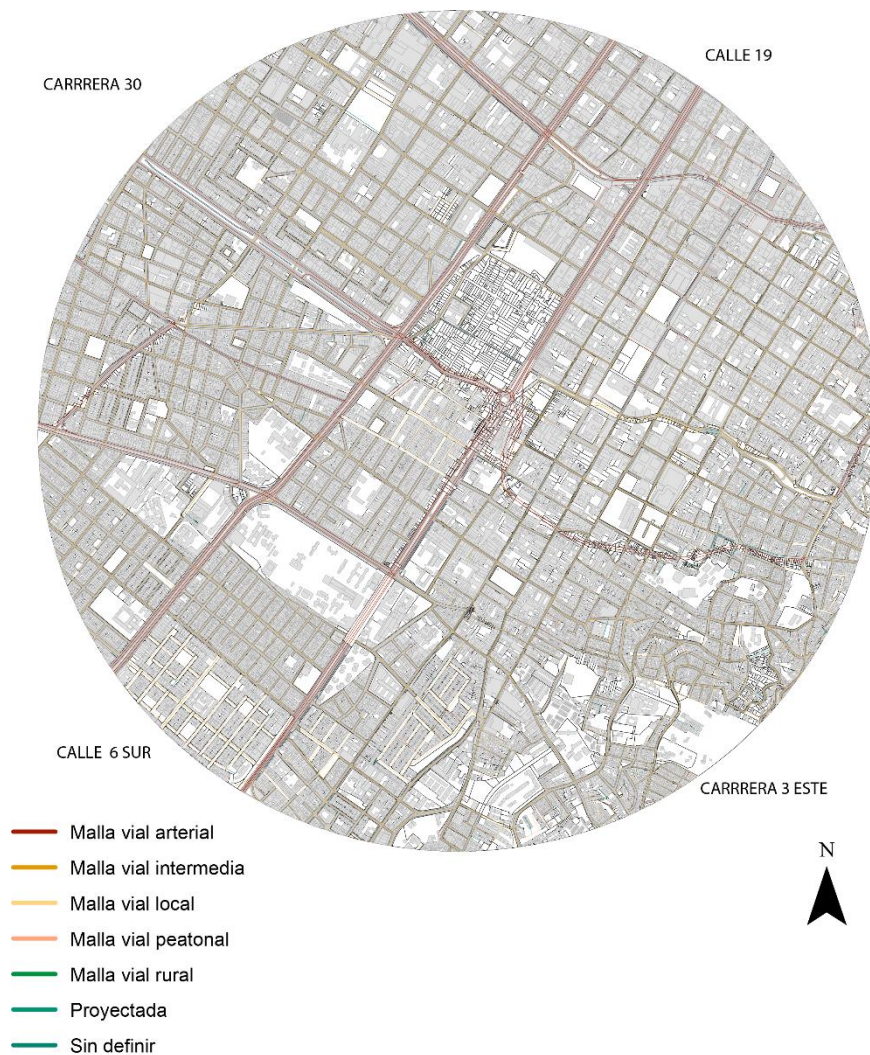 CALLE 19
CARRRERA 30
CALLE 6 SUR
CARRRERA 3 ESTE
Malla vial arterial
Malla vial intermedia
Malla vial local
Malla vial peatonal
Malla vial rural
Proyectada
Sin definir
N